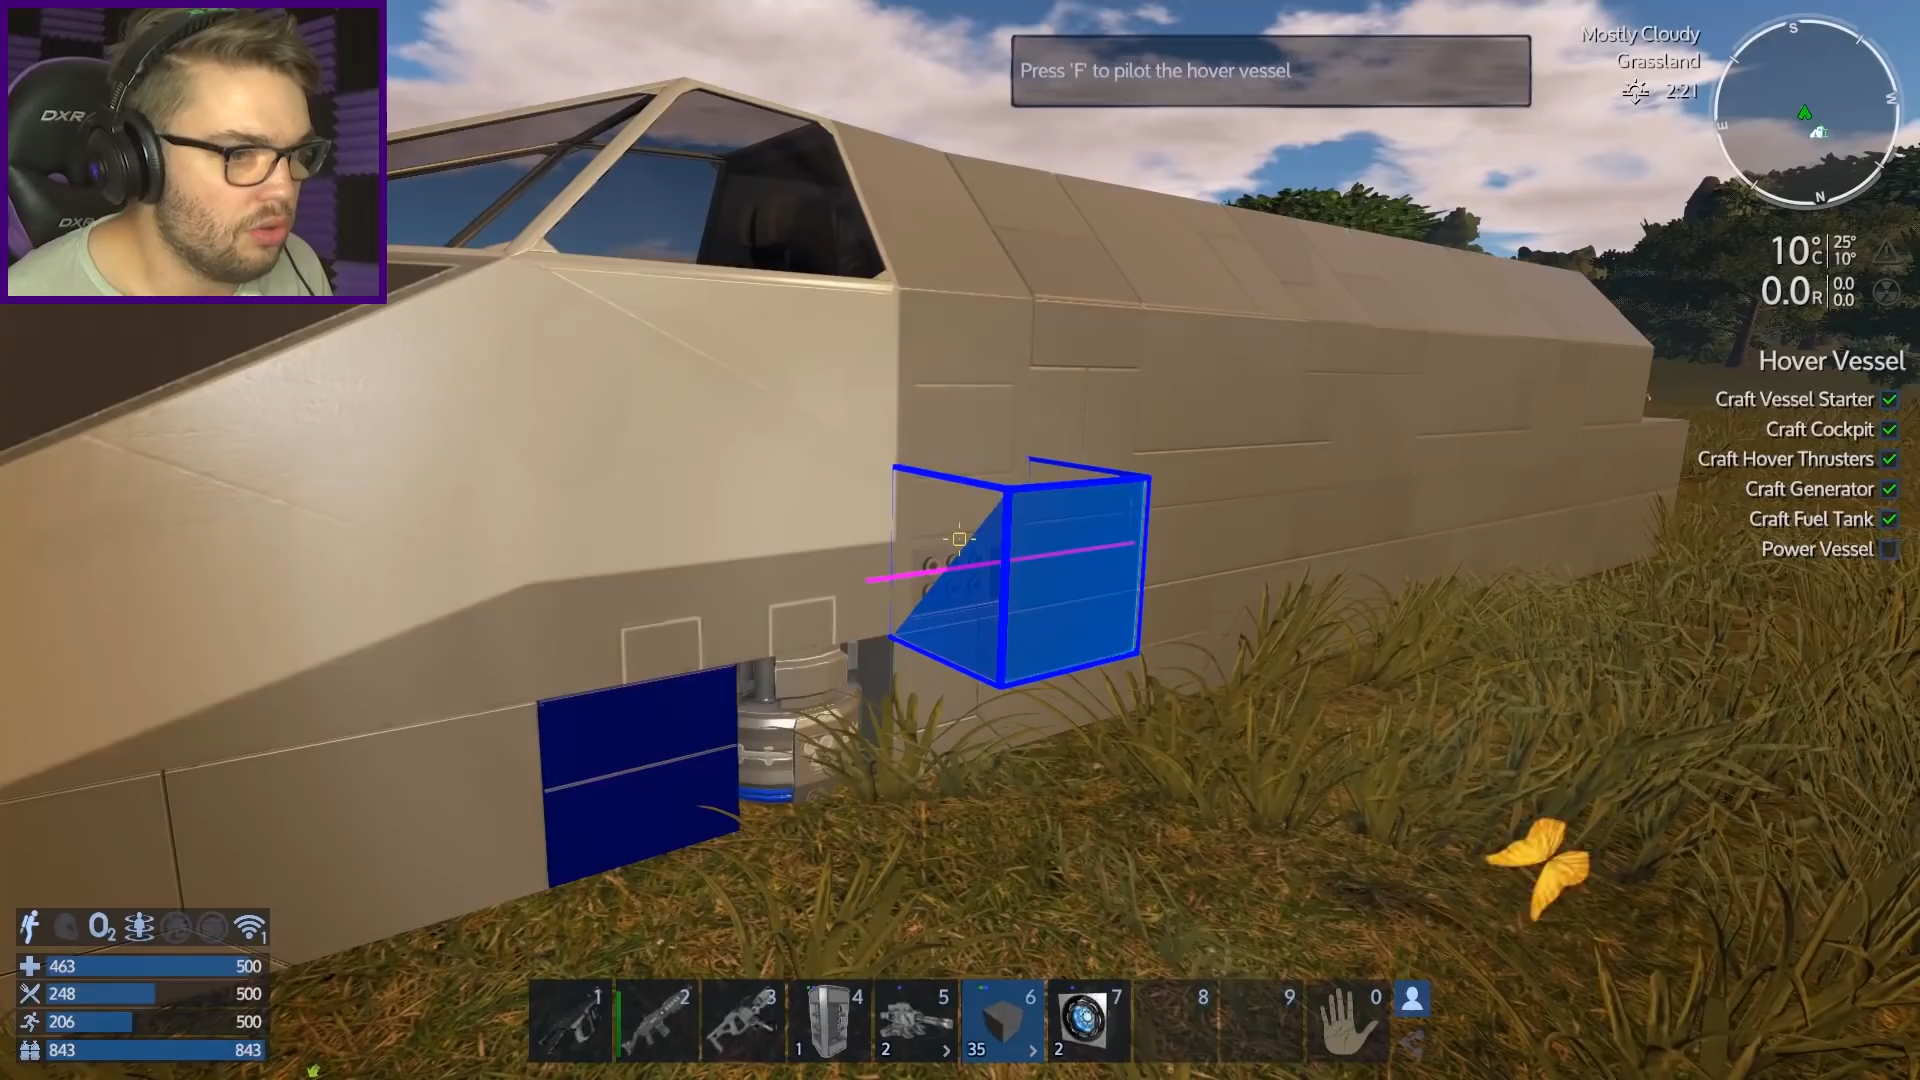 DXR
DXR
Press 'F' to pilot the hover vessel
Mostly Cloudy
Grassland
2:21
S
W
E
N
10°C 25° 10°
0.0R 0.0 0.0
Hover Vessel
Craft Vessel Starter
Craft Cockpit
Craft Hover Thrusters
Craft Generator
Craft Fuel Tank
Power Vessel
O2 1
463 500
248 500
206 500
843 843
1 2 3 4 5 6 7 8 9 0
1 2 35 2